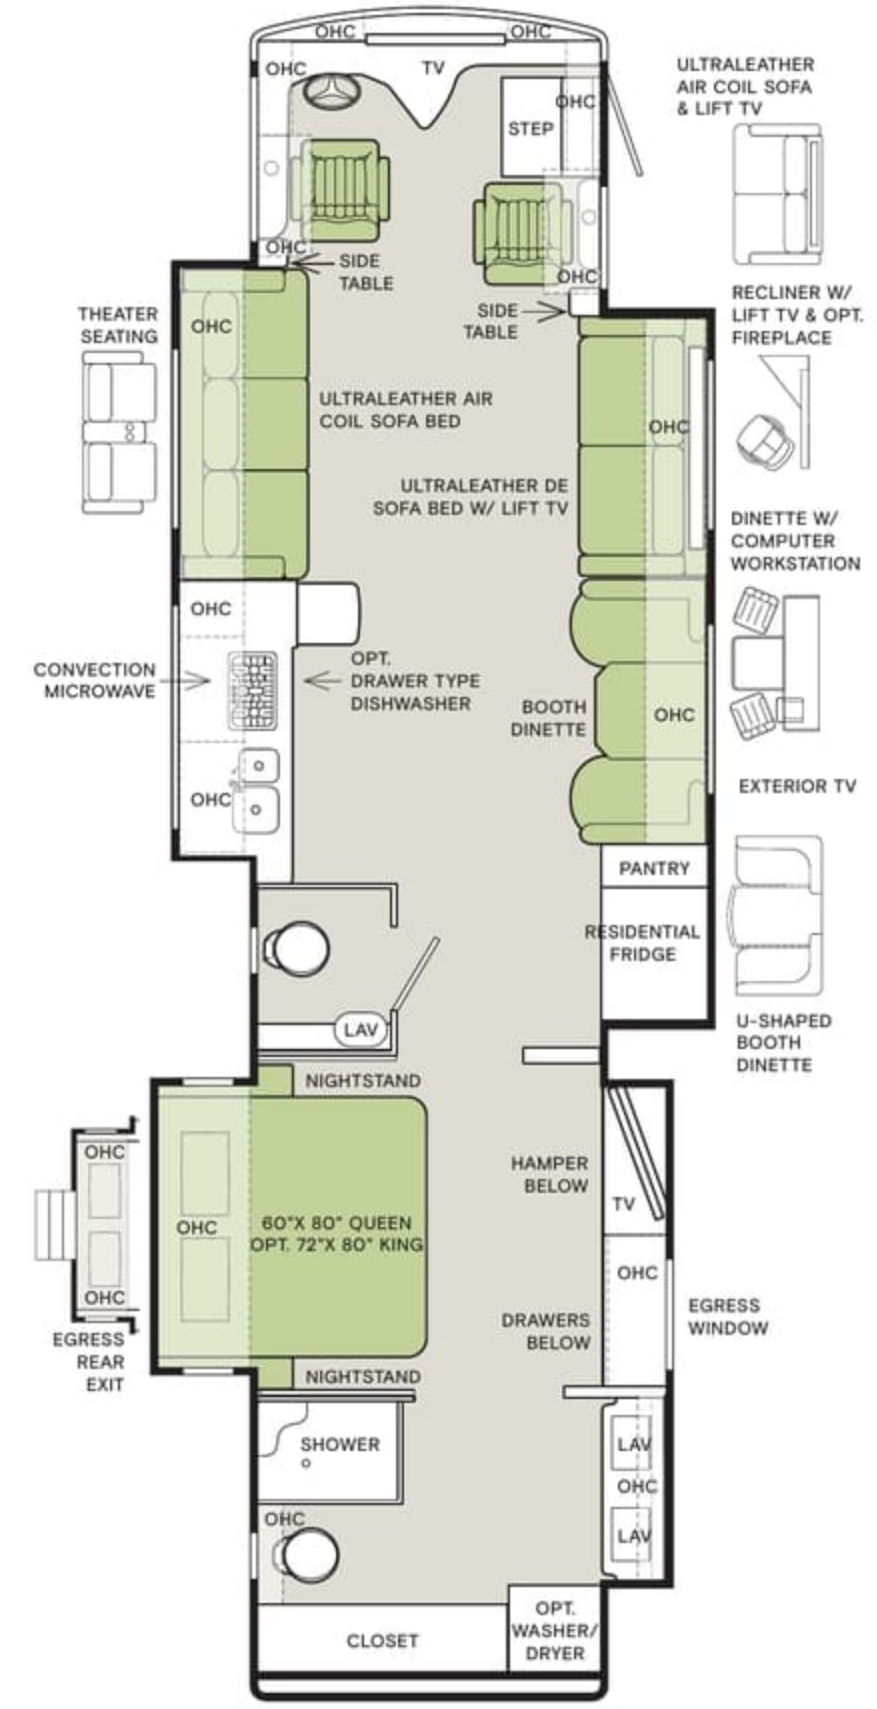 OHC
OHC
OHC
TV
OHC
STEP
ULTRALEATHER
AIR COIL SOFA
& LIFT TV
OHC
SIDE
TABLE
OHC
SIDE
TABLE
RECLINER W/
LIFT TV & OPT.
FIREPLACE
THEATER
SEATING
OHC
ULTRALEATHER AIR
COIL SOFA BED
OHC
ULTRALEATHER DE
SOFA BED W/ LIFT TV
DINETTE W/
COMPUTER
WORKSTATION
OHC
CONVECTION
MICROWAVE
OPT.
DRAWER TYPE
DISHWASHER
BOOTH
DINETTE
OHC
OHC
EXTERIOR TV
PANTRY
RESIDENTIAL
FRIDGE
LAV
U-SHAPED
BOOTH
DINETTE
NIGHTSTAND
OHC
HAMPER
BELOW
TV
OHC
60"X 80" QUEEN
OPT. 72"X 80" KING
OHC
OHC
EGRESS
REAR
EXIT
DRAWERS
BELOW
EGRESS
WINDOW
NIGHTSTAND
SHOWER
LAV
OHC
LAV
OHC
CLOSET
OPT.
WASHER/
DRYER